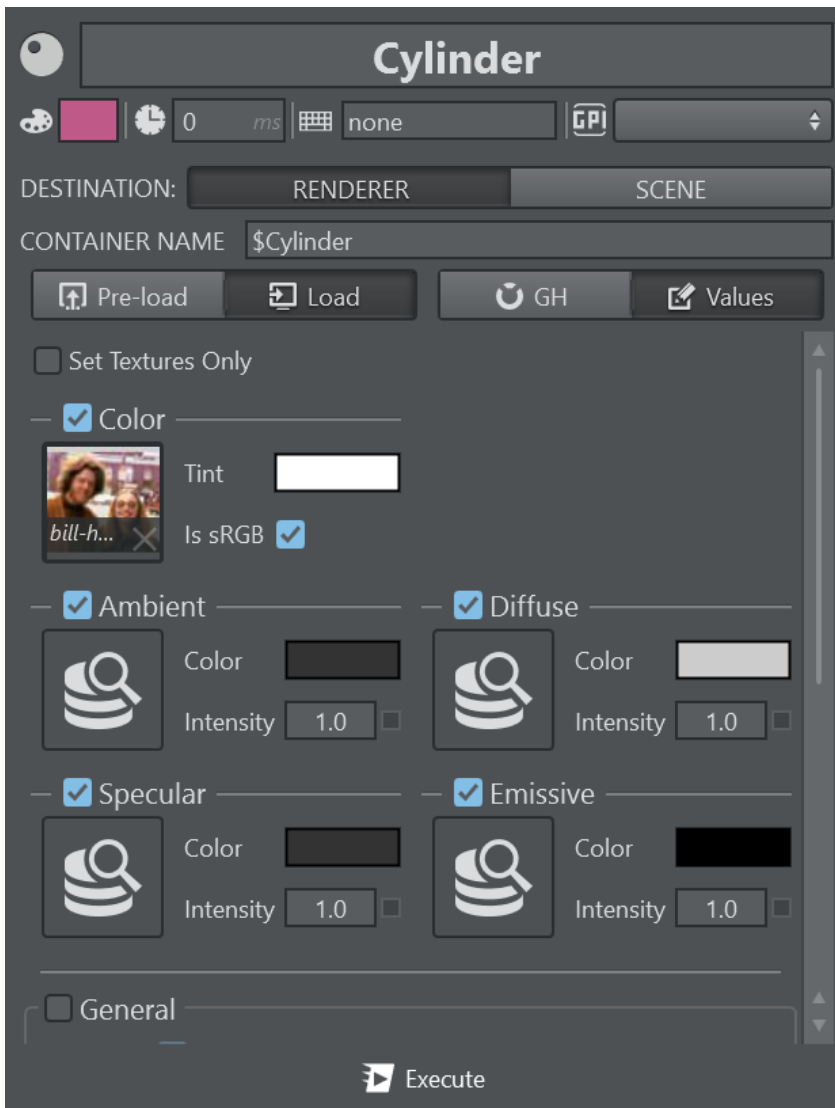 Cylinder
0 ms none GPI
DESTINATION: RENDERER SCENE
CONTAINER NAME $Cylinder
Pre-load Load GH Values
Set Textures Only
Color
Tint
bill-h... Is sRGB
Ambient Diffuse
Color Color
Intensity 1.0 Intensity 1.0
Specular Emissive
Color Color
Intensity 1.0 Intensity 1.0
General
Execute